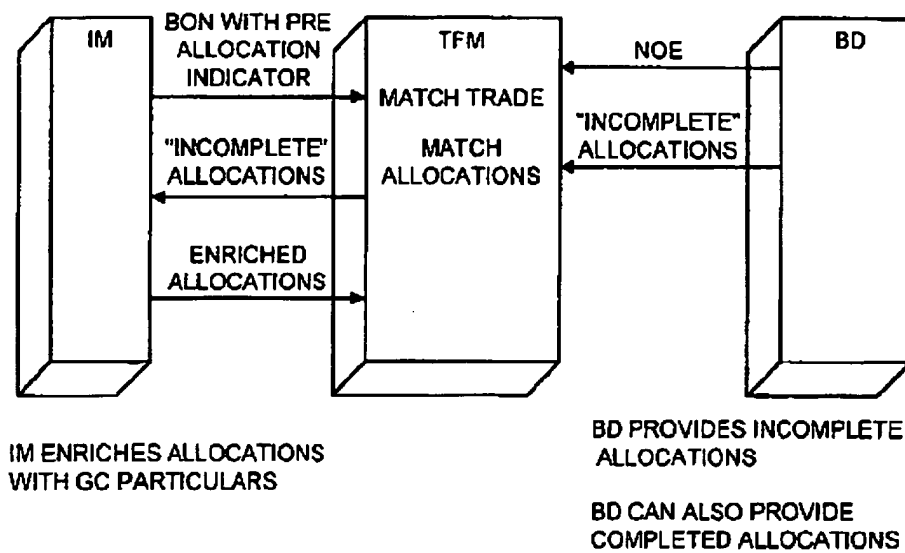 IM
BON WITH PRE
ALLOCATION
INDICATOR
"INCOMPLETE"
ALLOCATIONS
ENRICHED
ALLOCATIONS
TFM
MATCH TRADE
MATCH
ALLOCATIONS
NOE
"INCOMPLETE"
ALLOCATIONS
BD
IM ENRICHES ALLOCATIONS
WITH GC PARTICULARS
BD PROVIDES INCOMPLETE
ALLOCATIONS
BD CAN ALSO PROVIDE
COMPLETED ALLOCATIONS